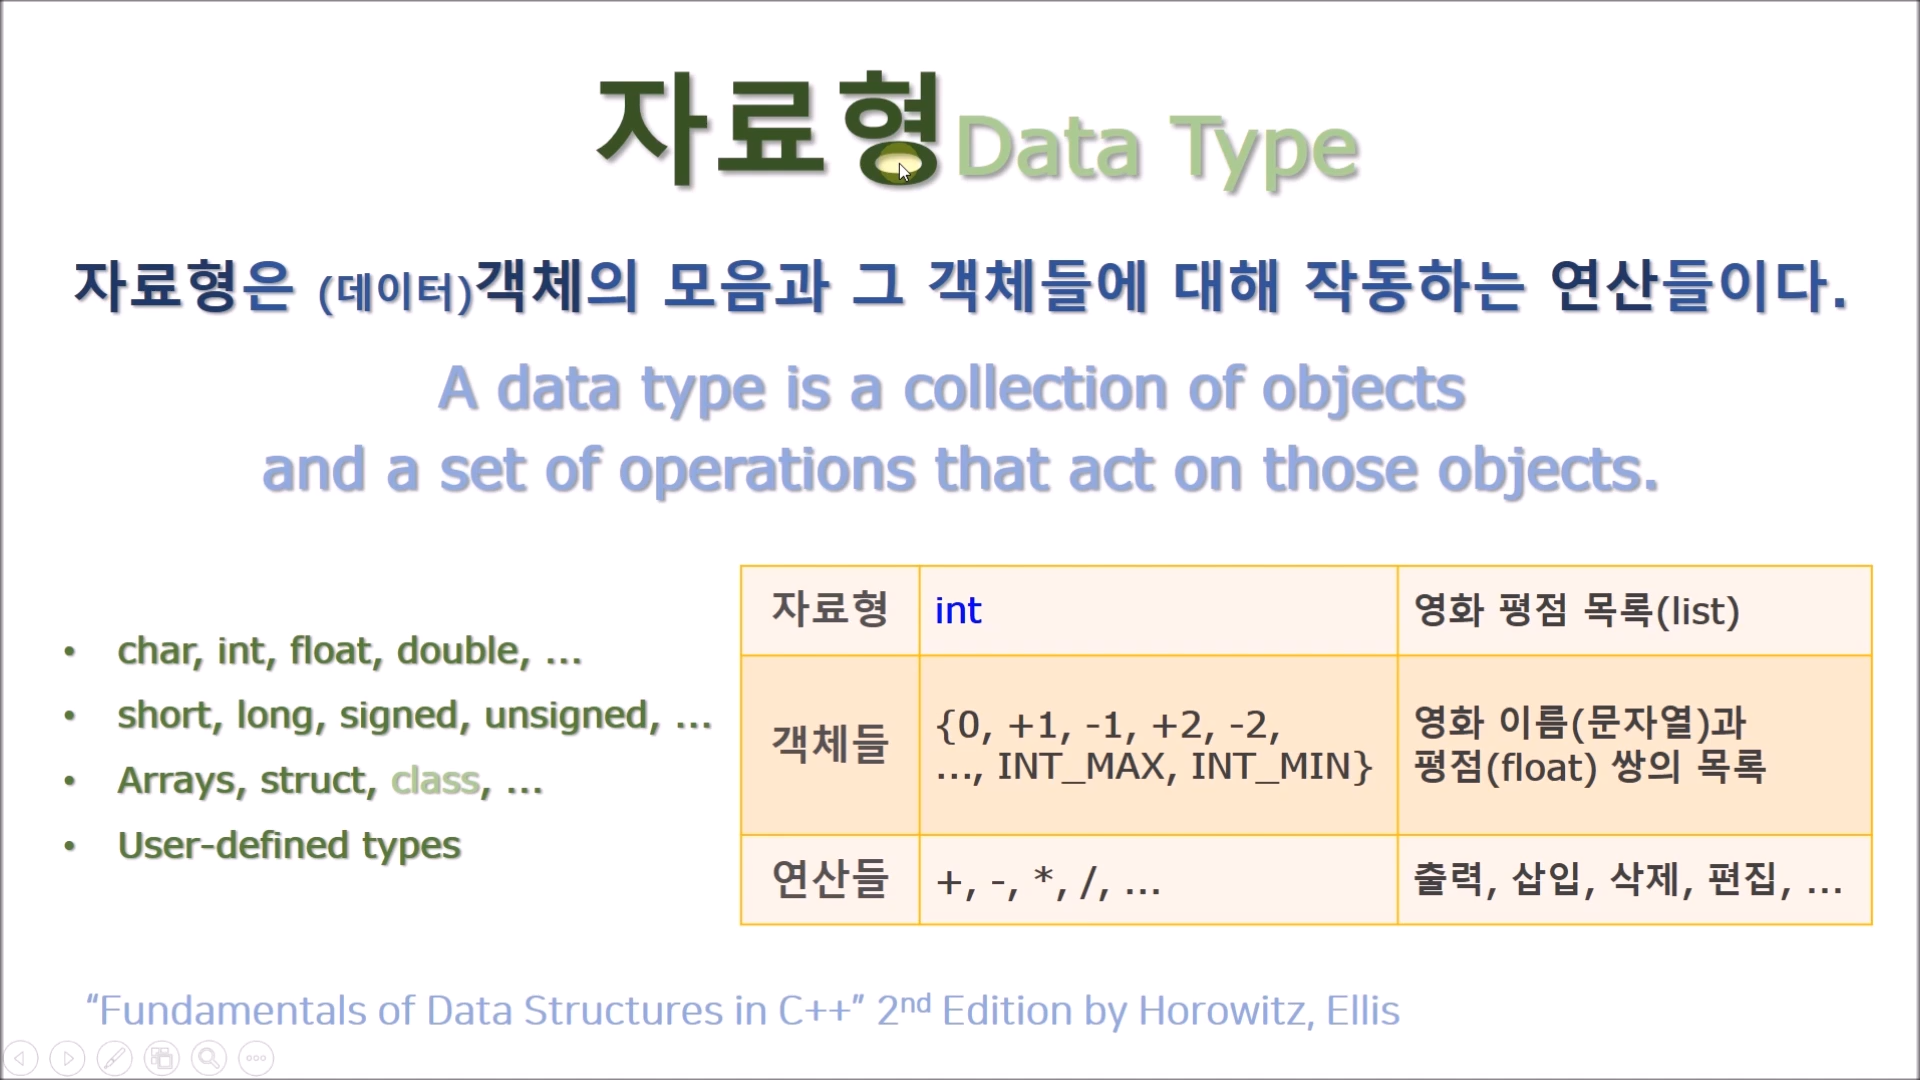 자료형Data Type
자료형은 (데이터)객체의 모음과 그 객체들에 대해 작동하는 연산들이다.
A data type is a collection of objects
and a set of operations that act on those objects.
• char, int, float, double, ...
• short, long, signed, unsigned, ...
• Arrays, struct, class, ...
• User-defined types
자료형 int 영화 평점 목록(list)
객체들 {0, +1, -1, +2, -2,
..., INT_MAX, INT_MIN} 영화 이름(문자열)과
평점(float) 쌍의 목록
연산들 +, -, *, /, ... 출력, 삽입, 삭제, 편집, ...
“Fundamentals of Data Structures in C++” 2nd Edition by Horowitz, Ellis